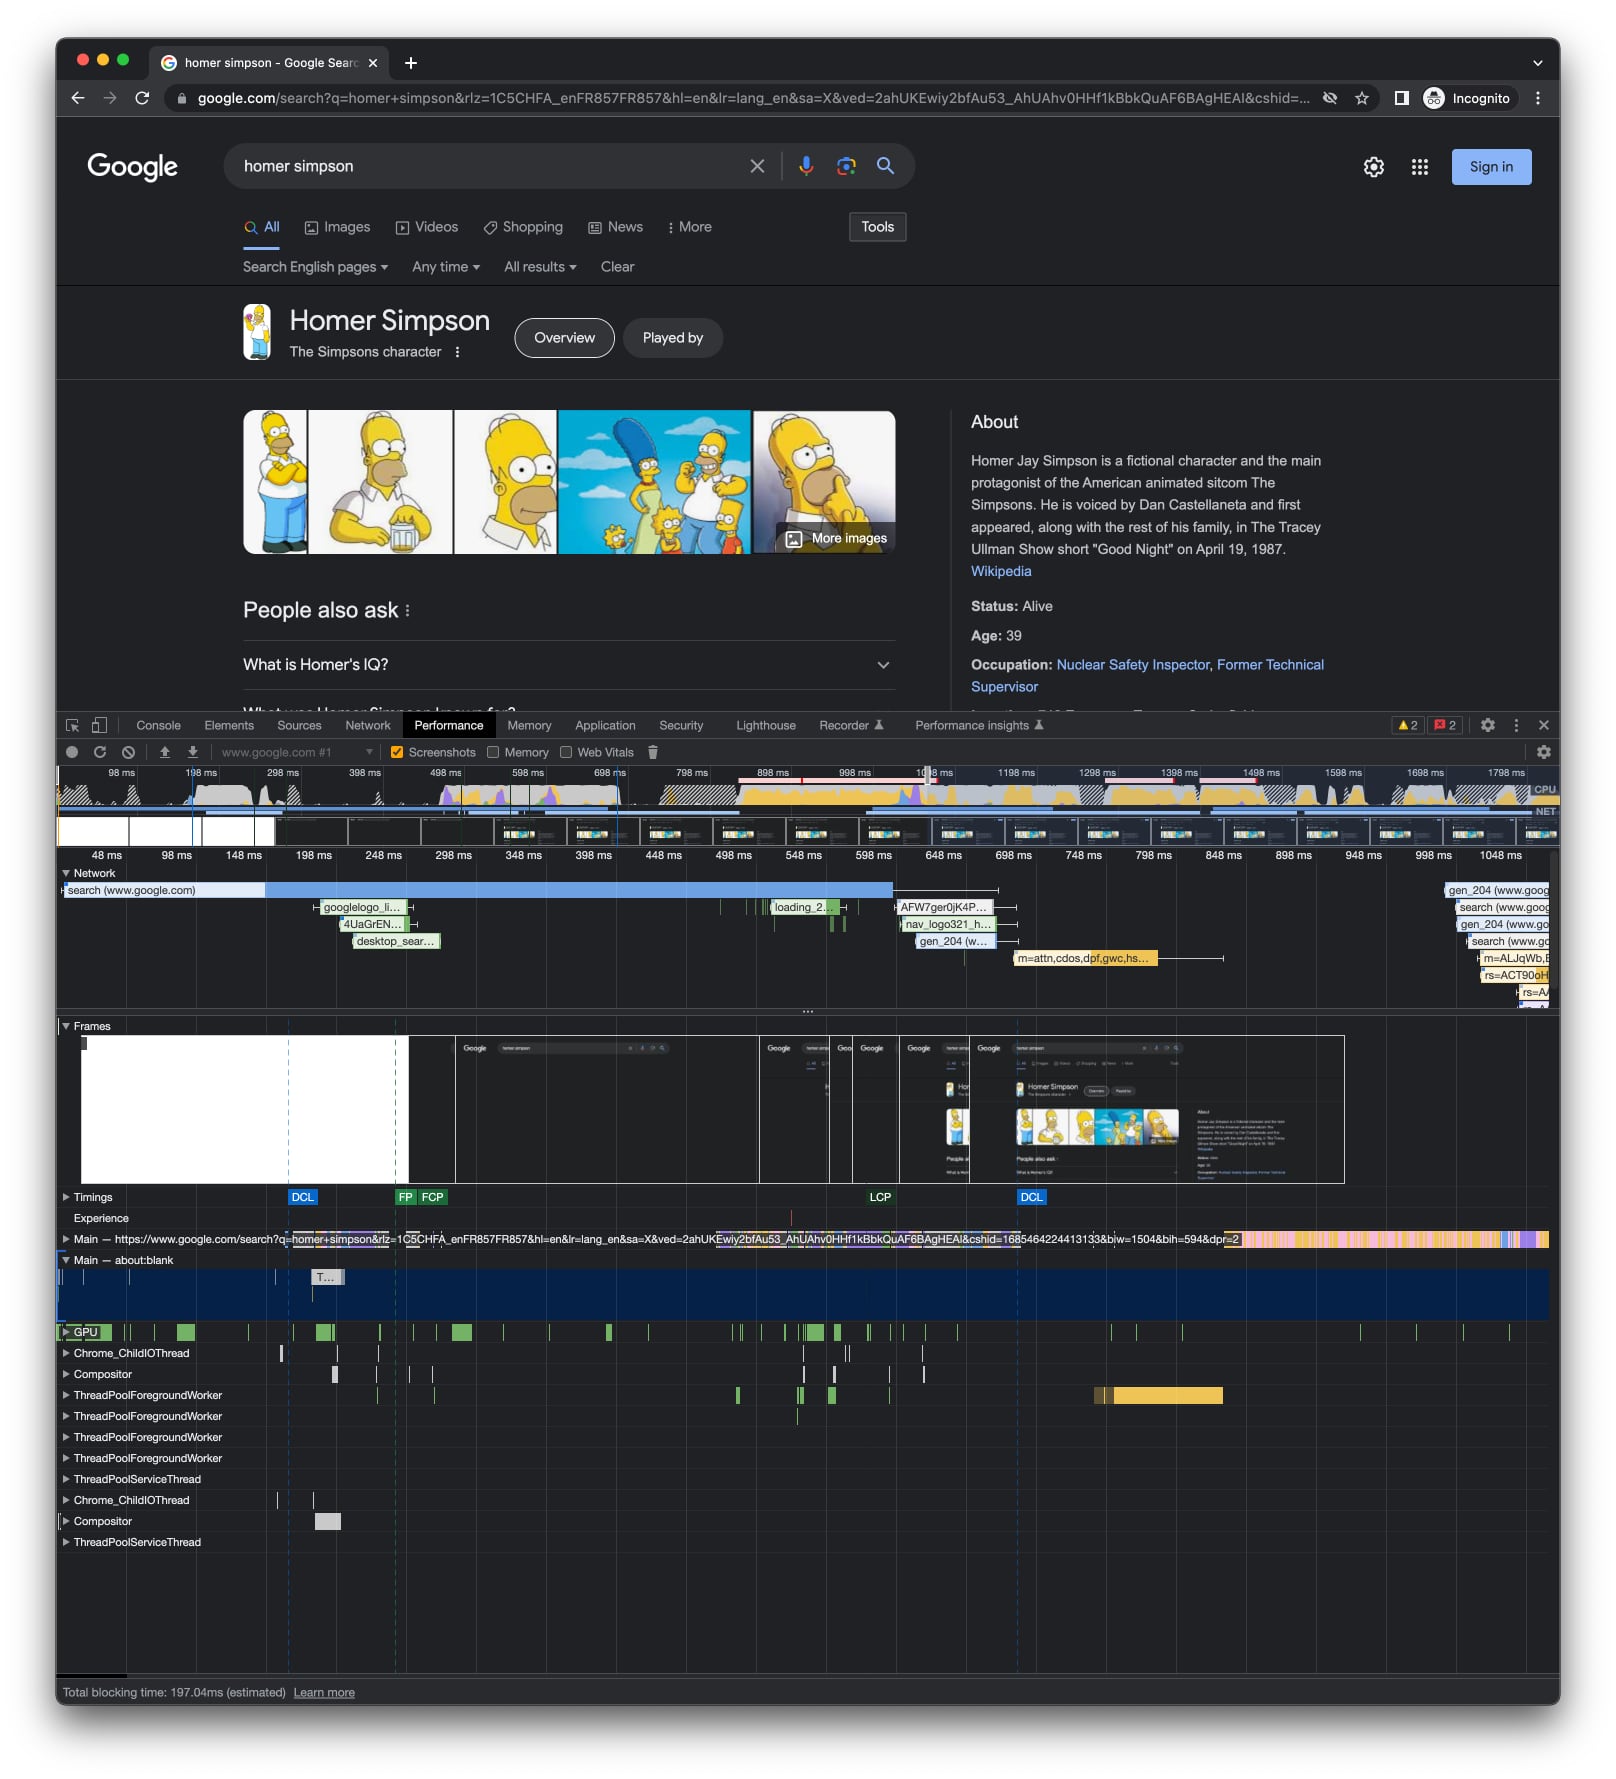 homer simpson - Google Searc
google.com/search?q=homer+simpson&rlz=1C5CHFA_enFR857FR857&hl=en&lr=lang_en&sa=X&ved=2ahUKEwiy2bfAu53_AhUAhv0HHf1kBbkQuAF6BAgHEAI&cshid=... Incognito
Google homer simpson Sign in
All Images Videos Shopping News More Tools
Search English pages Any time All results Clear
Homer Simpson
The Simpsons character
Overview Played by
More images
People also ask
What is Homer's IQ?
About
Homer Jay Simpson is a fictional character and the main
protagonist of the American animated sitcom The
Simpsons. He is voiced by Dan Castellaneta and first
appeared, along with the rest of his family, in The Tracey
Ullman Show short "Good Night" on April 19, 1987.
Wikipedia
Status: Alive
Age: 39
Occupation: Nuclear Safety Inspector, Former Technical
Supervisor
Console Elements Sources Network Performance Memory Application Security Lighthouse Recorder Performance insights 2 2
www.google.com #1 Screenshots Memory Web Vitals
98 ms 198 ms 298 ms 398 ms 498 ms 598 ms 698 ms 798 ms 898 ms 998 ms 1098 ms 1198 ms 1298 ms 1398 ms 1498 ms 1598 ms 1698 ms 1798 ms
CPU
NET
48 ms 98 ms 148 ms 198 ms 248 ms 298 ms 348 ms 398 ms 448 ms 498 ms 548 ms 598 ms 648 ms 698 ms 748 ms 798 ms 848 ms 898 ms 948 ms 998 ms 1048 ms
Network
search (www.google.com) gen_204 (www.goog
googlelogo_li... loading_2... AFW7ger0jK4P... search (www.goog
4UaGrEN... nav_logo321_h... gen_204 (www.go
desktop_sear... gen_204 (w... search (www.gc
m=attn,cdos,dpf,gwc,hs... m=ALJqWb,E
rs=ACT90oH
rs=AA
Frames
Timings DCL FP FCP LCP DCL
Experience
Main — https://www.google.com/search?q=homer+simpson&rlz=1C5CHFA_enFR857FR857&hl=en&lr=lang_en&sa=X&ved=2ahUKEwiy2bfAu53_AhUAhv0HHf1kBbkQuAF6BAgHEAI&cshid=1685464224413133&biw=1504&bih=594&dpr=2
Main — about:blank
T...
GPU
Chrome_ChildIOThread
Compositor
ThreadPoolForegroundWorker
ThreadPoolForegroundWorker
ThreadPoolForegroundWorker
ThreadPoolForegroundWorker
ThreadPoolServiceThread
Chrome_ChildIOThread
Compositor
ThreadPoolServiceThread
Total blocking time: 197.04ms (estimated) Learn more